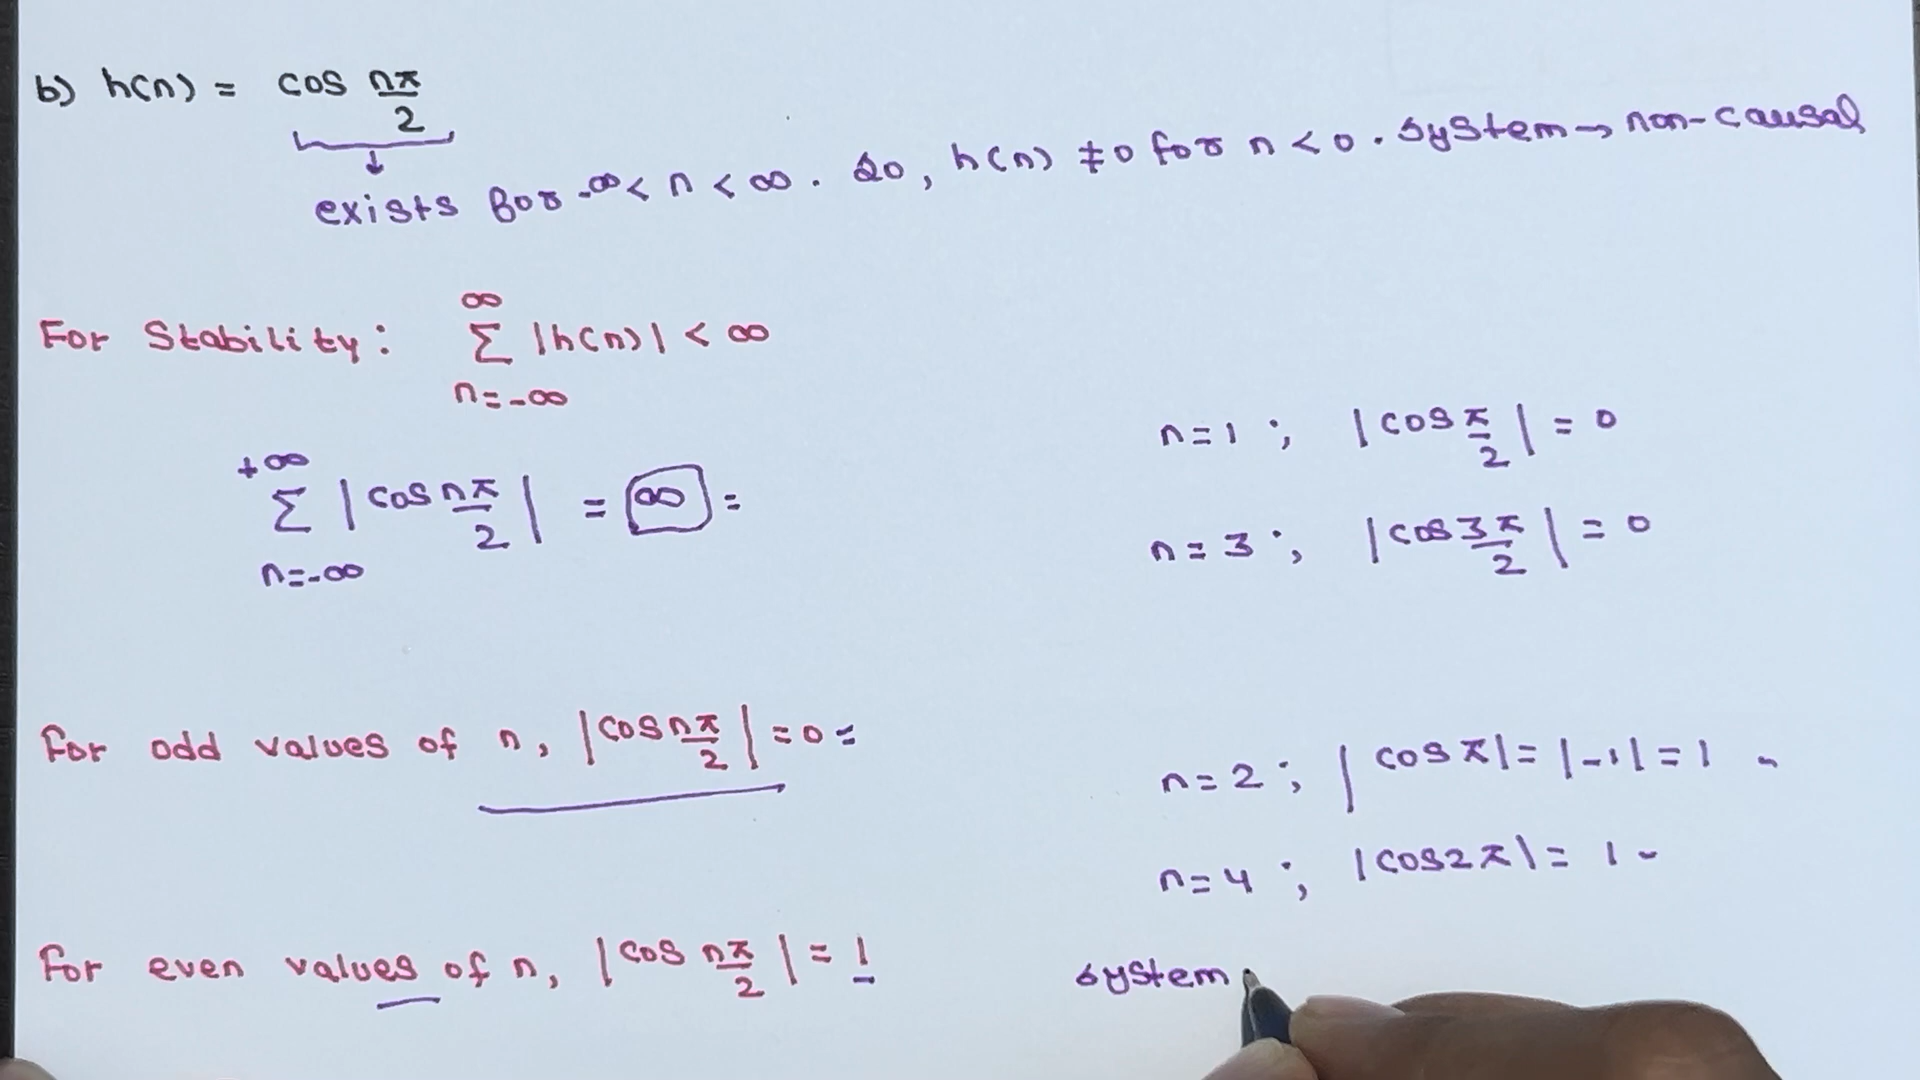 b) h(n) = cos nπ/2
↓
exists for -∞ < n < ∞ . So, h(n) ≠ 0 for n < 0 . System → non-causal
For Stability: ∞ Σ n=-∞ |h(n)| < ∞
+∞ Σ n=-∞ |cos nπ/2| = ∞ =
n=1 ; |cos π/2| = 0
n=3 ; |cos 3π/2| = 0
For odd values of n, |cos nπ/2| = 0 =
n=2 ; |cos π| = |-1| = 1
n=4 ; |cos 2π| = 1
For even values of n, |cos nπ/2| = 1
System